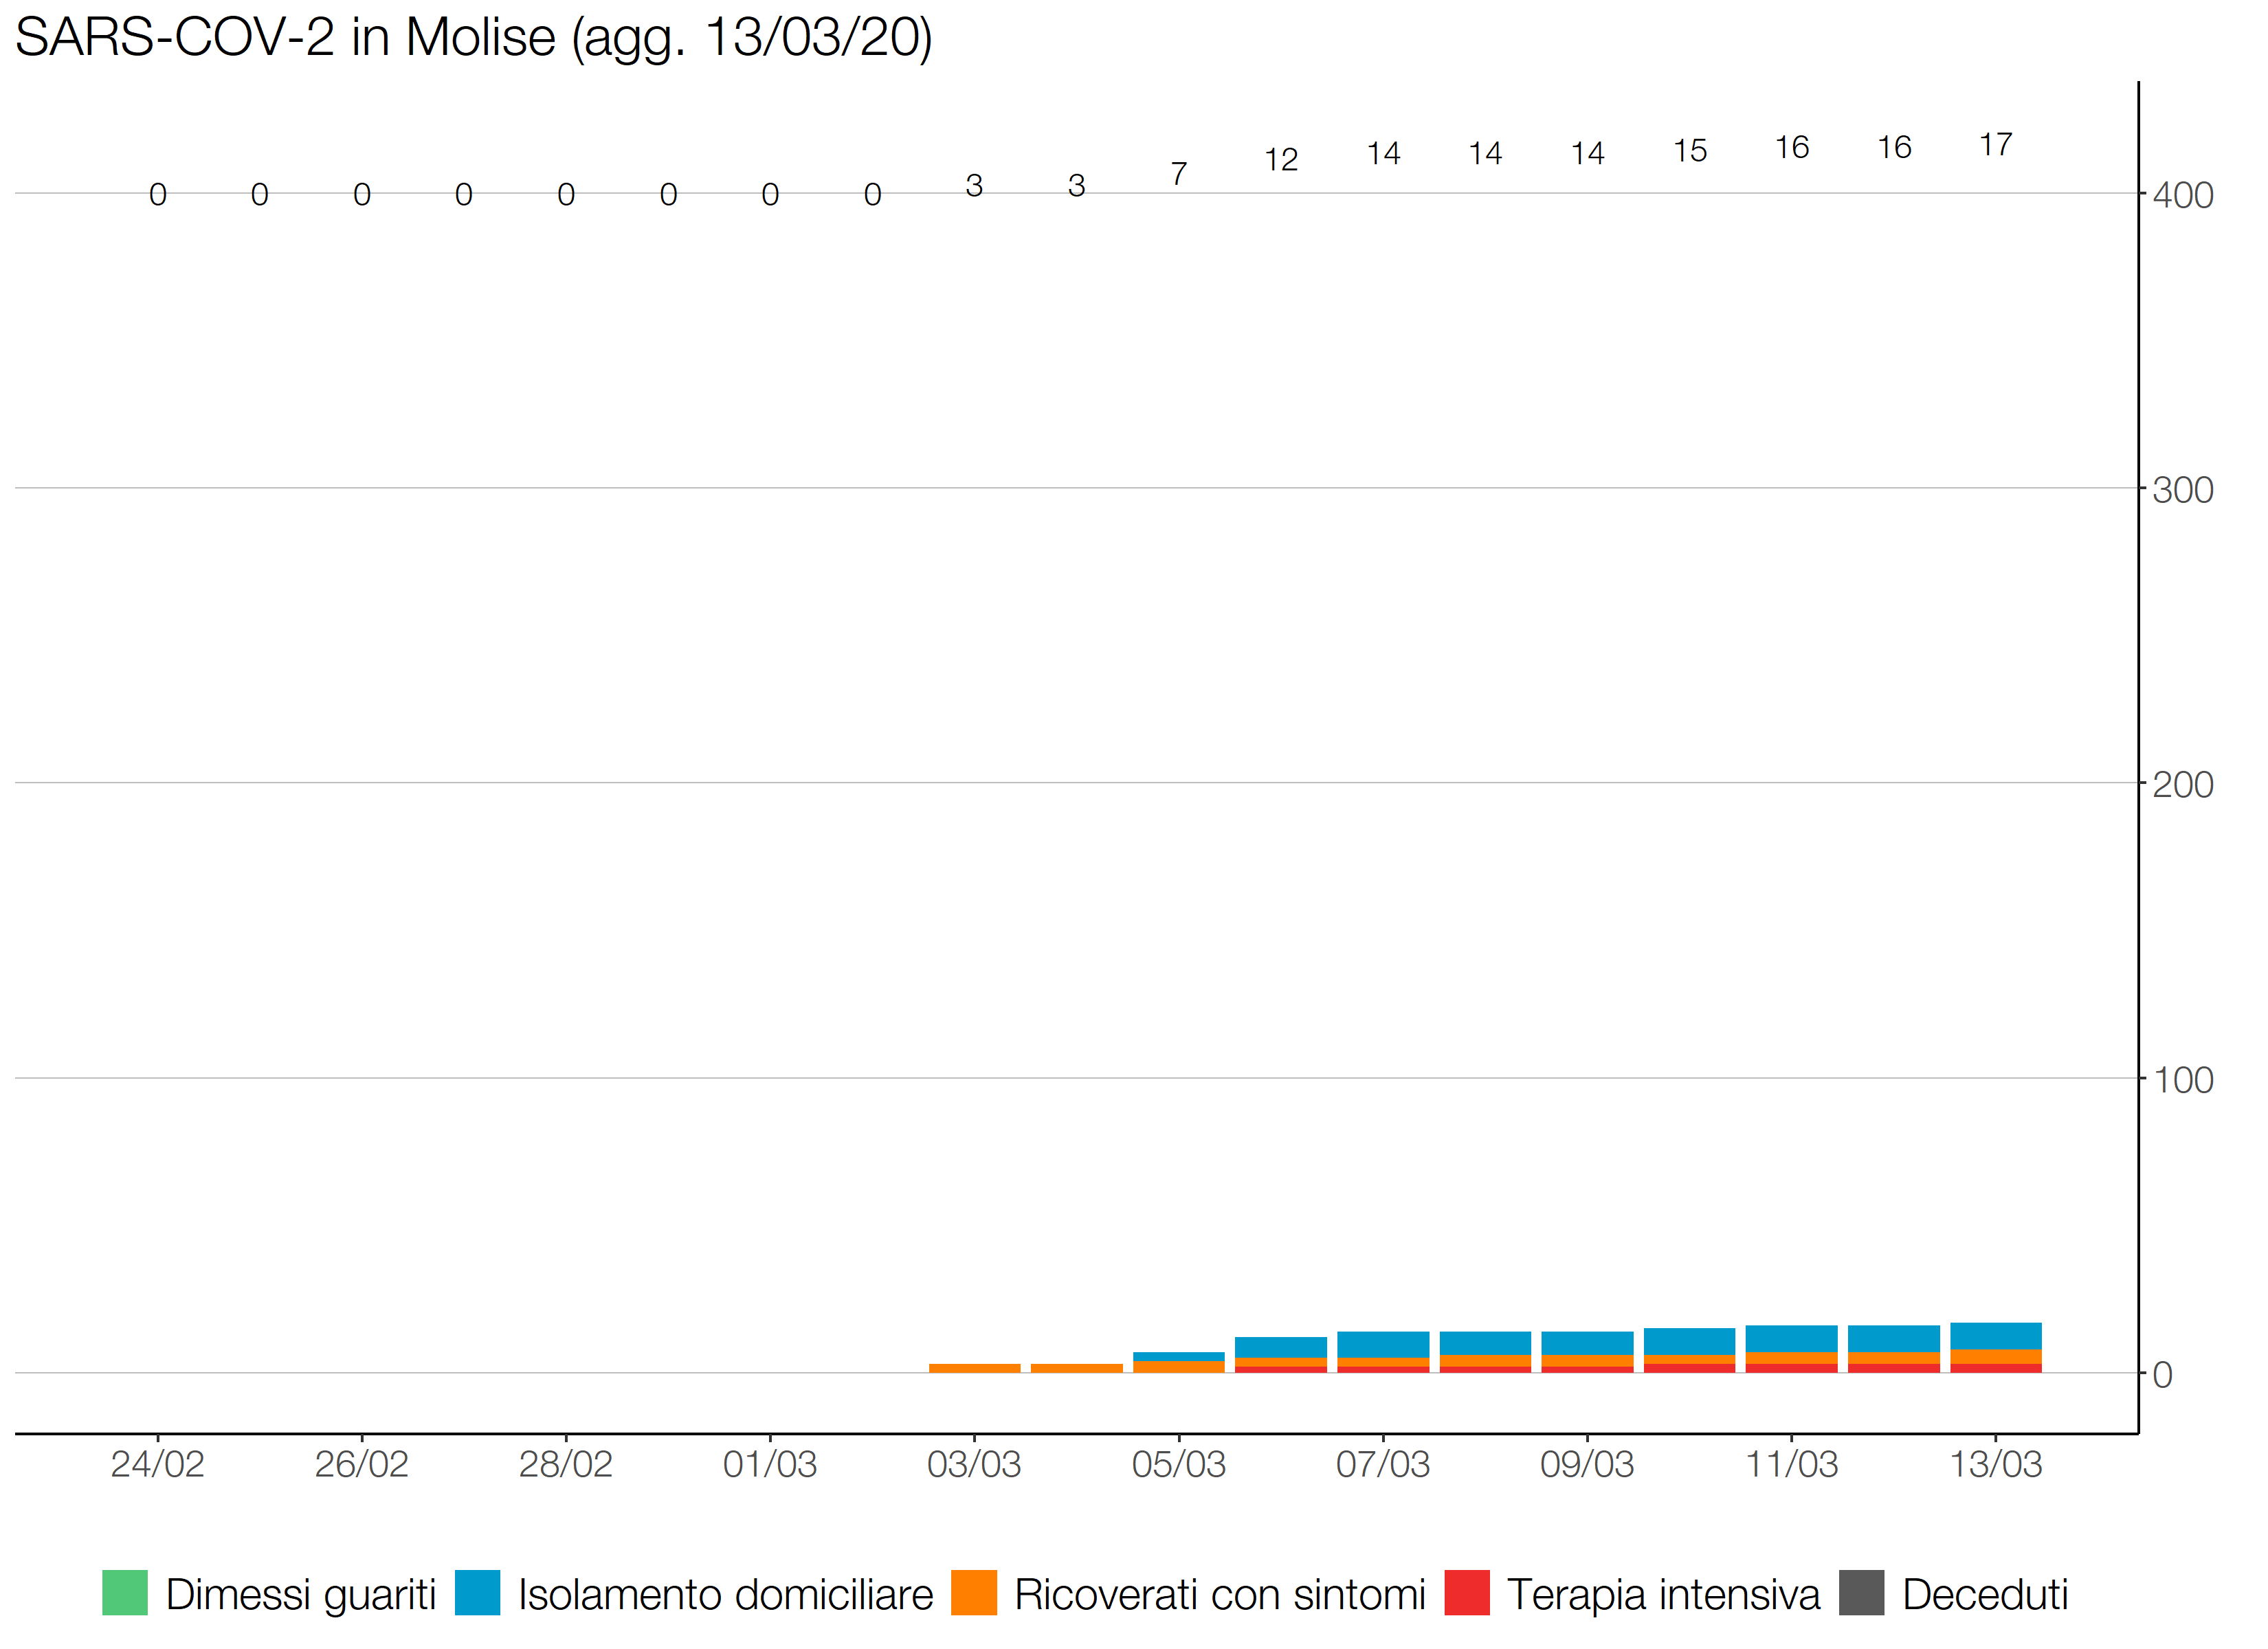 SARS-COV-2 in Molise (agg. 13/03/20)
0 0 0 0 0 0 0 0 3 3 7 12 14 14 14 15 16 16 17
400
300
200
100
0
24/02 26/02 28/02 01/03 03/03 05/03 07/03 09/03 11/03 13/03
Dimessi guariti Isolamento domiciliare Ricoverati con sintomi Terapia intensiva Deceduti